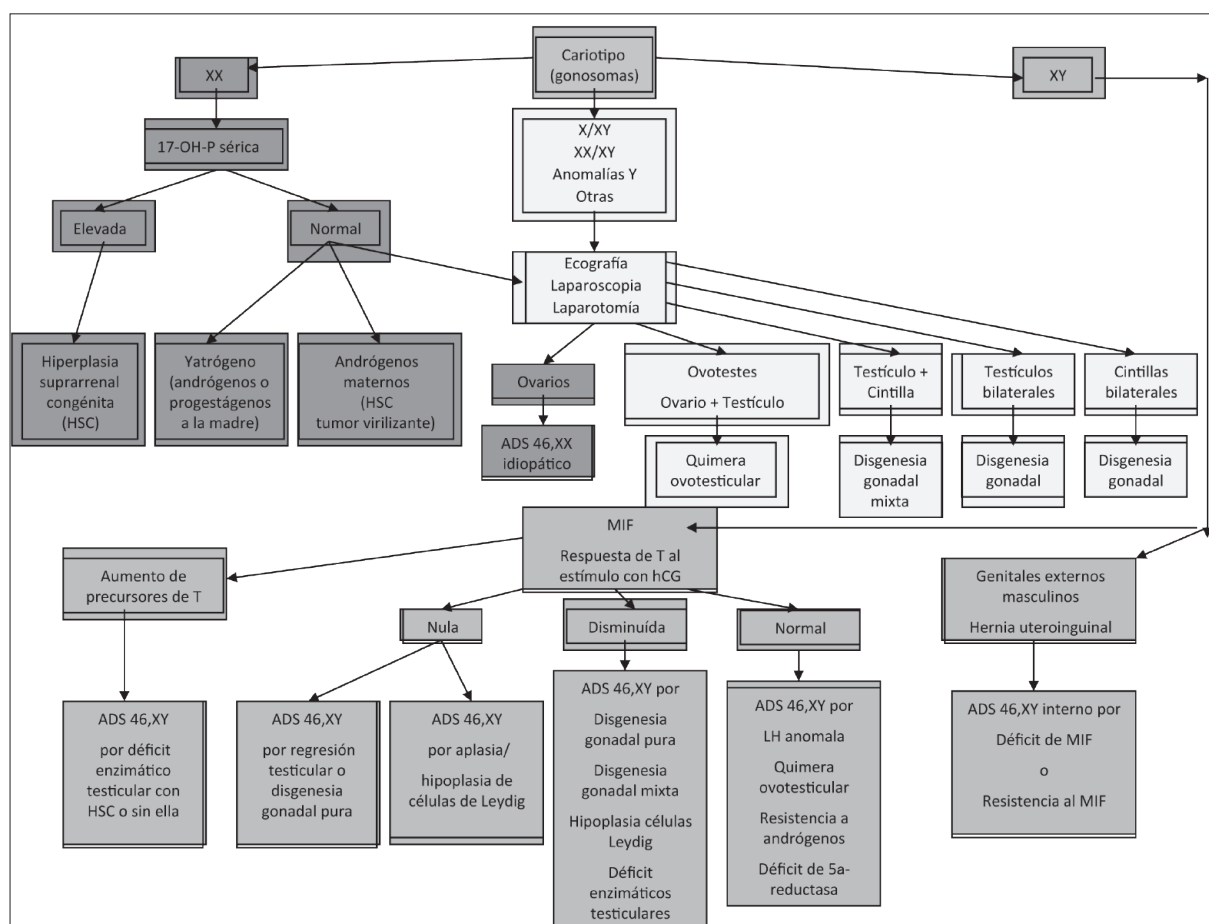 Cariotipo
(gonosomas)
XX
XY
X/XY
XX/XY
Anomalías Y
Otras
17-OH-P sérica
Elevada
Normal
Ecografía
Laparoscopia
Laparotomía
Hiperplasia
suprarrenal
congénita
(HSC)
Yatrógeno
(andrógenos o
progestágenos
a la madre)
Andrógenos
maternos
(HSC
tumor virilizante)
Ovarios
Ovotestes
Ovario + Testículo
Testículo +
Cintilla
Testículos
bilaterales
Cintillas
bilaterales
ADS 46,XX
idiopático
Quimera
ovotesticular
Disgenesia
gonadal
mixta
Disgenesia
gonadal
Disgenesia
gonadal
MIF
Respuesta de T al
estímulo con hCG
Aumento de
precursores de T
Nula
Disminuída
Normal
Genitales externos
masculinos
Hernia uteroinguinal
ADS 46,XY
por déficit
enzimático
testicular con
HSC o sin ella
ADS 46,XY
por regresión
testicular o
disgenesia
gonadal pura
ADS 46,XY
por aplasia/
hipoplasia de
células de Leydig
ADS 46,XY por
Disgenesia
gonadal pura
Disgenesia
gonadal mixta
Hipoplasia células
Leydig
Déficit
enzimáticos
testiculares
ADS 46,XY por
LH anomala
Quimera
ovotesticular
Resistencia a
andrógenos
Déficit de 5a-
reductasa
ADS 46,XY interno por
Déficit de MIF
o
Resistencia al MIF